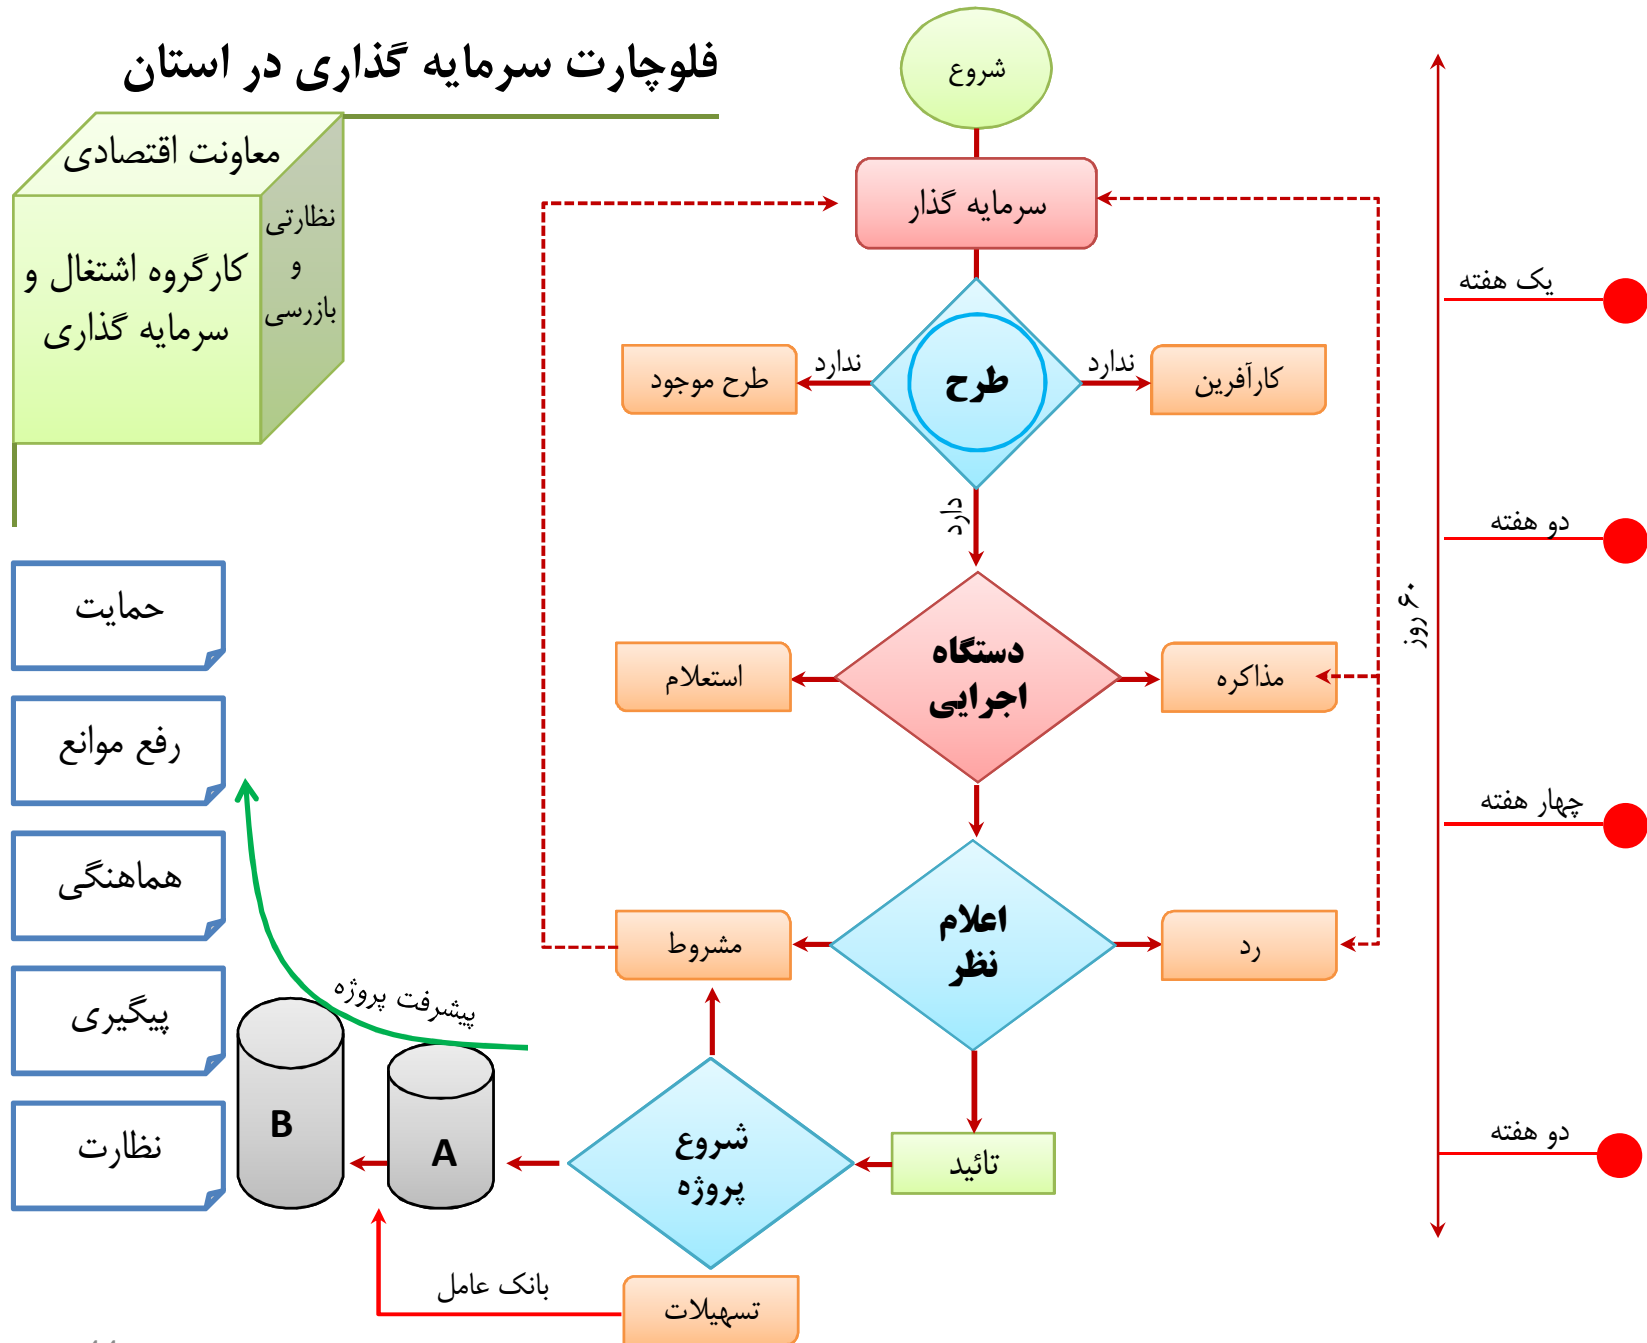 فلوچارت سرمایه گذاری در استان
معاونت اقتصادی
نظارتی
و
بازرسی
کارگروه اشتغال و
سرمایه گذاری
شروع
سرمایه گذار
طرح
ندارد
کارآفرین
ندارد
طرح موجود
دارد
دستگاه
اجرایی
مذاکره
استعلام
اعلام
نظر
رد
مشروط
تائید
شروع
پروژه
تسهیلات
بانک عامل
A
B
پیشرفت پروژه
حمایت
رفع موانع
هماهنگی
پیگیری
نظارت
۶۰ روز
یک هفته
دو هفته
چهار هفته
دو هفته